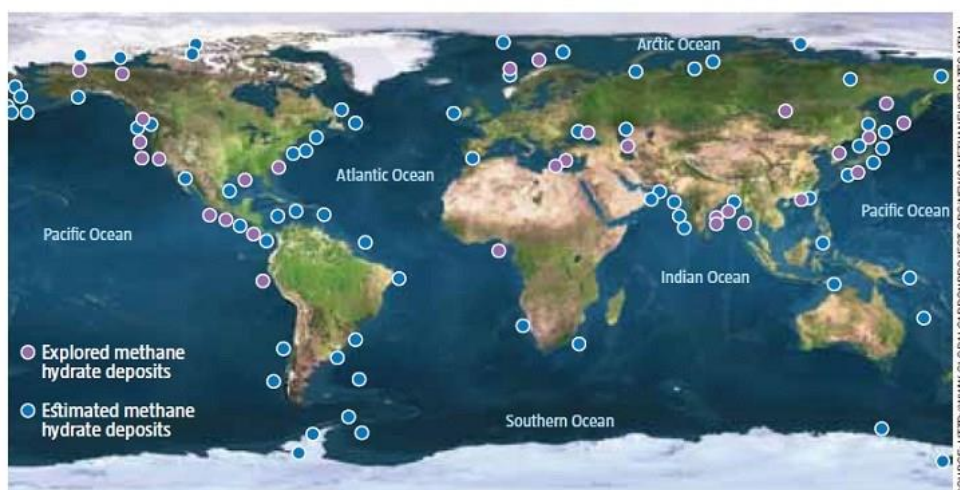 Arctic Ocean
Atlantic Ocean
Pacific Ocean
Pacific Ocean
Indian Ocean
Explored methane
hydrate deposits
Estimated methane
hydrate deposits
Southern Ocean